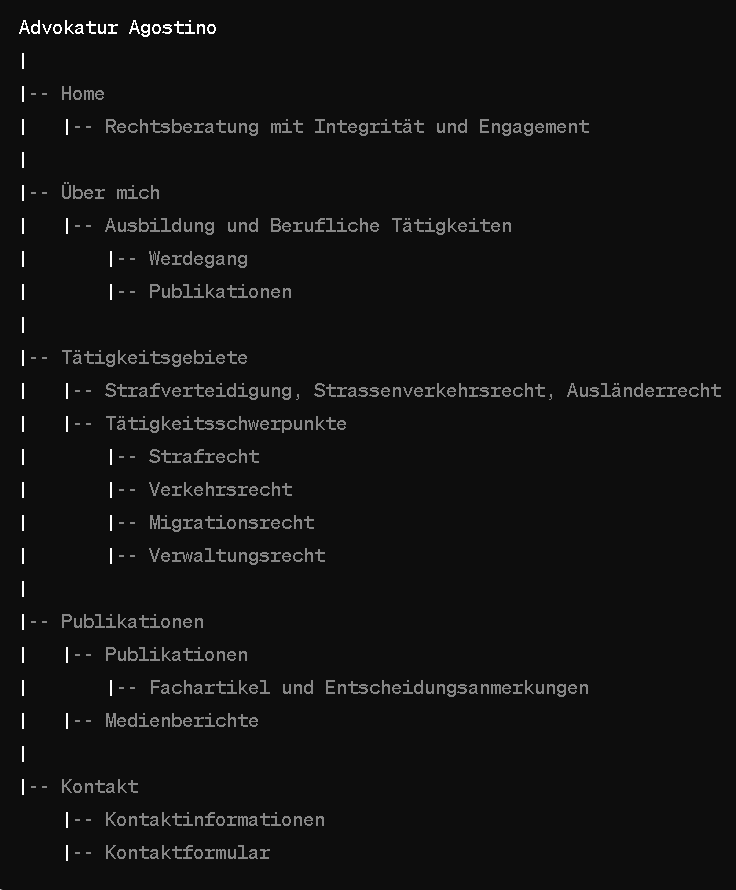 Advokatur Agostino
|
|-- Home
|   |-- Rechtsberatung mit Integrität und Engagement
|
|-- Über mich
|   |-- Ausbildung und Berufliche Tätigkeiten
|       |-- Werdegang
|       |-- Publikationen
|
|-- Tätigkeitsgebiete
|   |-- Strafverteidigung, Strassenverkehrsrecht, Ausländerrecht
|   |-- Tätigkeitsschwerpunkte
|       |-- Strafrecht
|       |-- Verkehrsrecht
|       |-- Migrationsrecht
|       |-- Verwaltungsrecht
|
|-- Publikationen
|   |-- Publikationen
|       |-- Fachartikel und Entscheidungsanmerkungen
|   |-- Medienberichte
|
|-- Kontakt
    |-- Kontaktinformationen
    |-- Kontaktformular